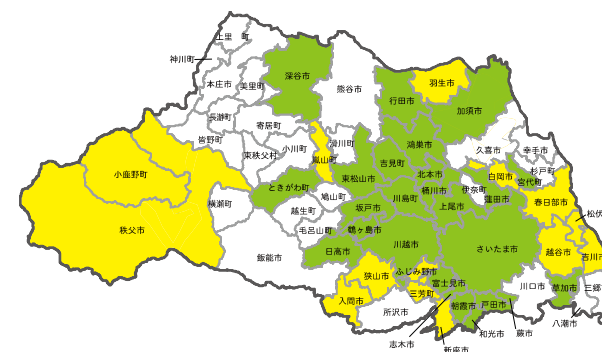 上里 町
神川町
本庄市
美里町
深谷市
熊谷市
行田市
羽生市
加須市
長瀞町
皆野町
寄居町
小川町
滑川町
嵐山町
東秩父村
鴻巣市
吉見町
久喜市
幸手市
杉戸町
小鹿野町
ときがわ町
東松山市
北本市
桶川市
伊奈町
白岡市
宮代町
蓮田市
春日部市
横瀬町
鳩山町
越生町
川島町
坂戸市
上尾市
松伏
秩父市
毛呂山町
鶴ヶ島市
日高市
川越市
さいたま市
越谷市
吉川市
飯能市
狭山市
ふじみ野市
富士見市
三芳町
入間市
所沢市
川口市
草加市
三郷
朝霞市
戸田市
八潮市
志木市
新座市
和光市
蕨市